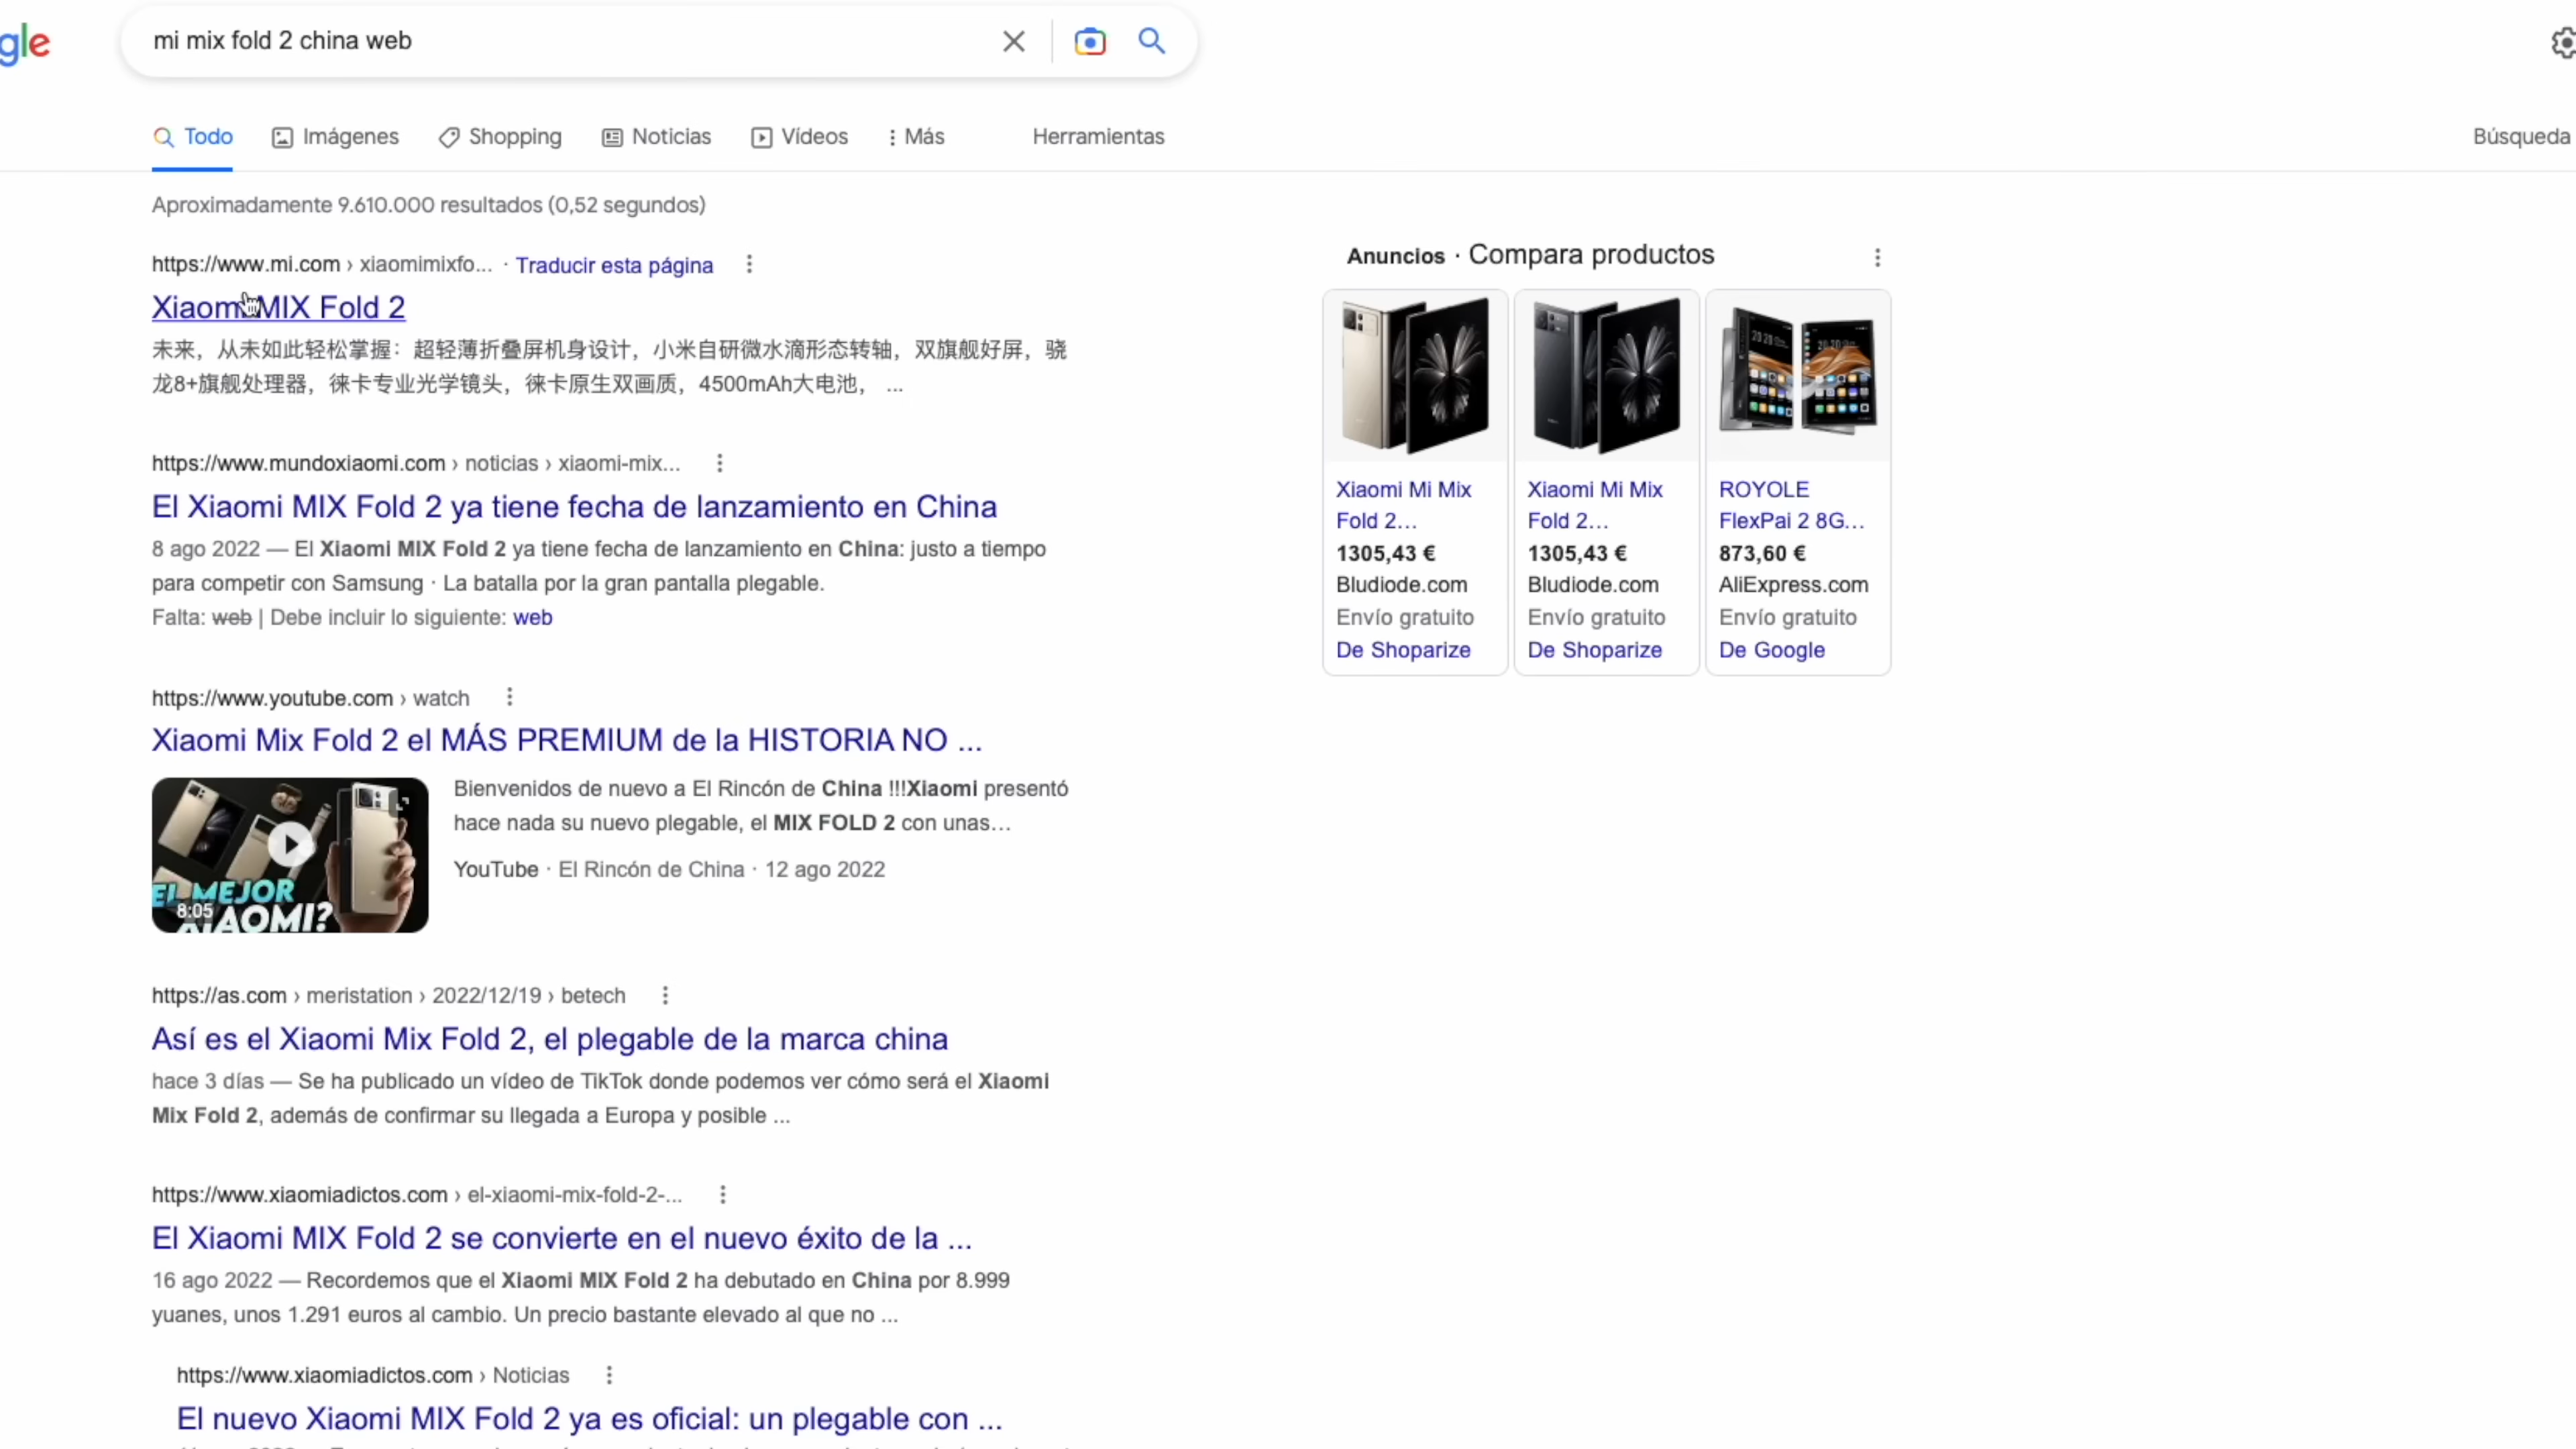 gle
mi mix fold 2 china web
Todo
Imágenes
Shopping
Noticias
Vídeos
Más
Herramientas
Búsqueda
Aproximadamente 9.610.000 resultados (0,52 segundos)
https://www.mi.com › xiaomimixfo... · Traducir esta página
Xiaomi MIX Fold 2
未来，从未如此轻松掌握：超轻薄折叠屏机身设计，小米自研微水滴形态转轴，双旗舰好屏，骁
龙8+旗舰处理器，徕卡专业光学镜头，徕卡原生双画质，4500mAh大电池， ...
https://www.mundoxiaomi.com › noticias › xiaomi-mix...
El Xiaomi MIX Fold 2 ya tiene fecha de lanzamiento en China
8 ago 2022 — El Xiaomi MIX Fold 2 ya tiene fecha de lanzamiento en China: justo a tiempo
para competir con Samsung · La batalla por la gran pantalla plegable.
Falta: web | Debe incluir lo siguiente: web
https://www.youtube.com › watch
Xiaomi Mix Fold 2 el MÁS PREMIUM de la HISTORIA NO ...
EL MEJOR
8:05
AOMI?
Bienvenidos de nuevo a El Rincón de China !!!Xiaomi presentó
hace nada su nuevo plegable, el MIX FOLD 2 con unas...
YouTube · El Rincón de China · 12 ago 2022
https://as.com › meristation › 2022/12/19 › betech
Así es el Xiaomi Mix Fold 2, el plegable de la marca china
hace 3 días — Se ha publicado un vídeo de TikTok donde podemos ver cómo será el Xiaomi
Mix Fold 2, además de confirmar su llegada a Europa y posible ...
https://www.xiaomiadictos.com › el-xiaomi-mix-fold-2-...
El Xiaomi MIX Fold 2 se convierte en el nuevo éxito de la ...
16 ago 2022 — Recordemos que el Xiaomi MIX Fold 2 ha debutado en China por 8.999
yuanes, unos 1.291 euros al cambio. Un precio bastante elevado al que no ...
https://www.xiaomiadictos.com › Noticias
El nuevo Xiaomi MIX Fold 2 ya es oficial: un plegable con ...
Anuncios · Compara productos
Xiaomi Mi Mix
Fold 2...
1305,43 €
Bludiode.com
Envío gratuito
De Shoparize
Xiaomi Mi Mix
Fold 2...
1305,43 €
Bludiode.com
Envío gratuito
De Shoparize
ROYOLE
FlexPai 2 8G...
873,60 €
AliExpress.com
Envío gratuito
De Google